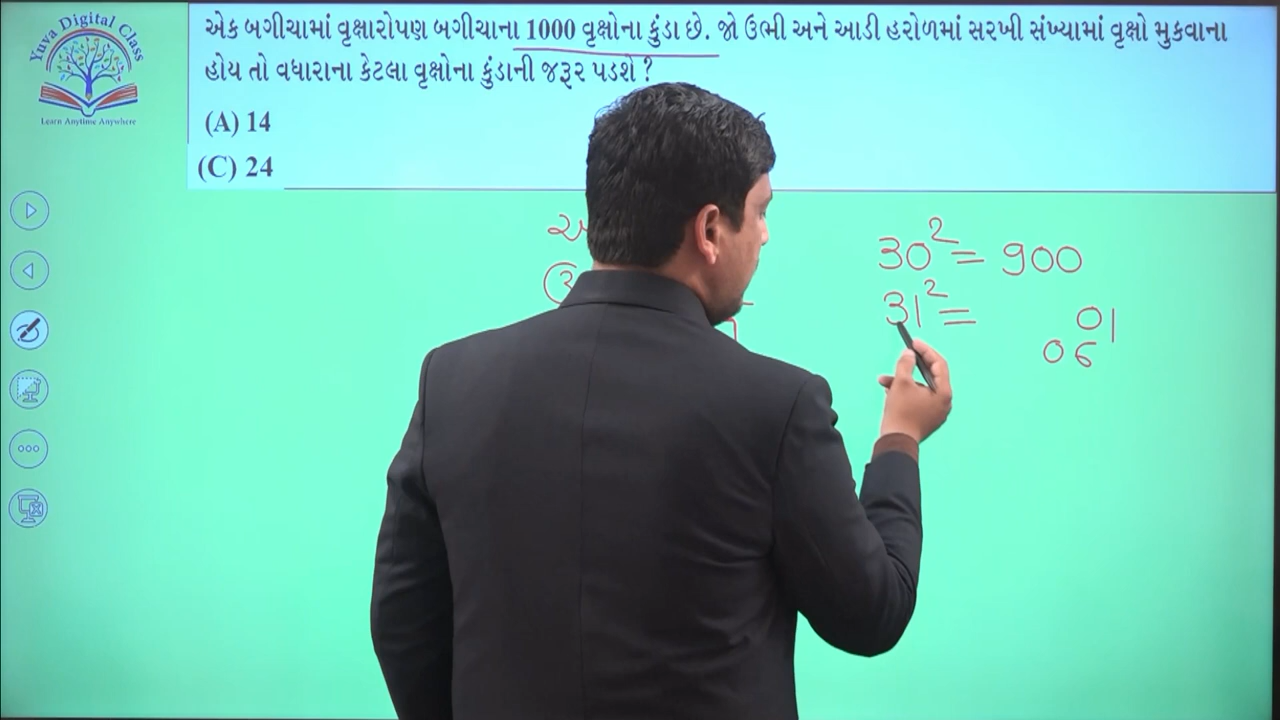 Yuva Digital Class
Learn Anytime Anywhere
એક બગીચામાં વૃક્ષારોપણ બગીચાના 1000 વૃક્ષોના કુંડા છે. જો ઉભી અને આડી હરોળમાં સરખી સંખ્યામાં વૃક્ષો મુકવાના
હોય તો વધારાના કેટલા વૃક્ષોના કુંડાની જરૂર પડશે ?
(A) 14
(C) 24
30² = 900
31² = 01
06